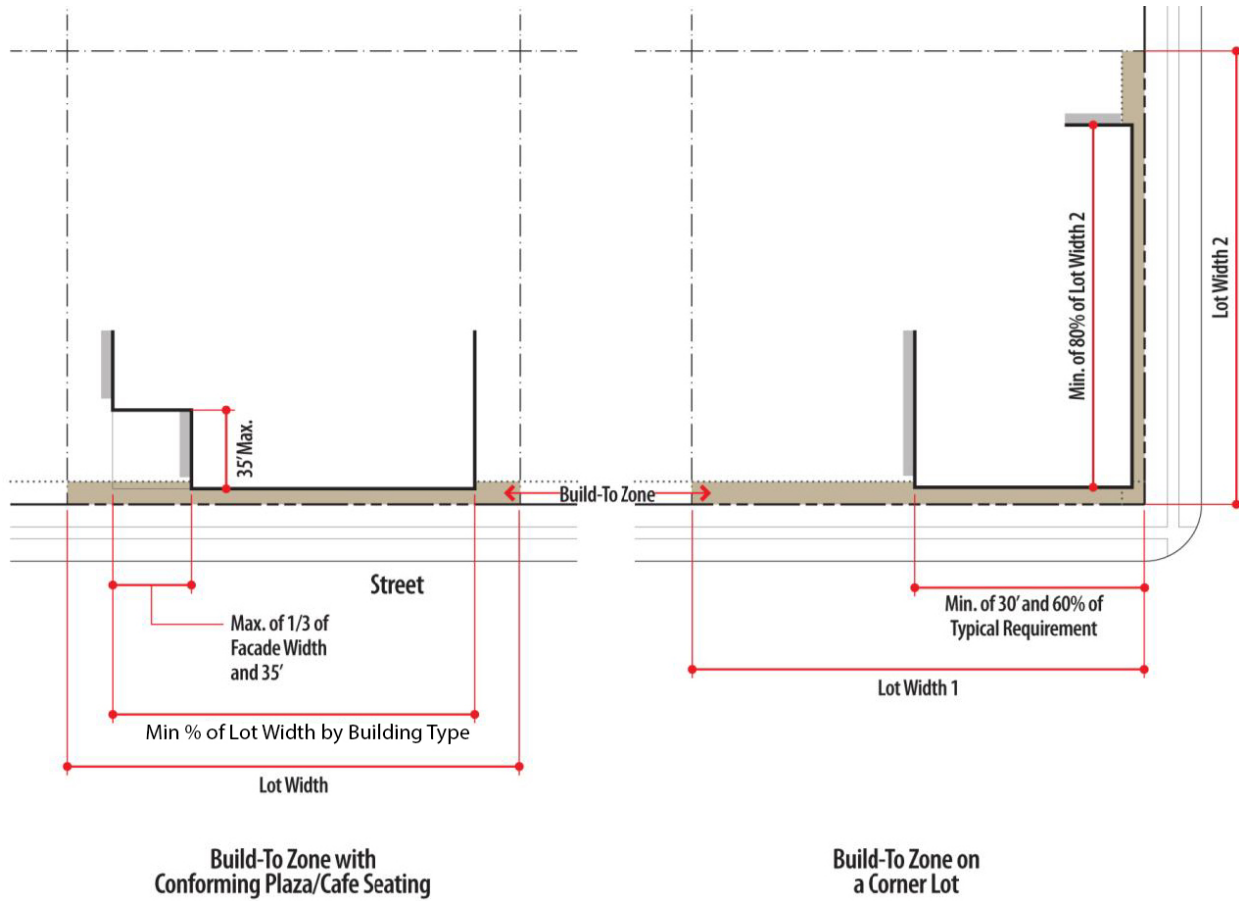 35' Max.
Street
Max. of 1/3 of
Facade Width
and 35'
Min % of Lot Width by Building Type
Lot Width
Build-To Zone with
Conforming Plaza/Cafe Seating
Build-To Zone
Min. of 80% of Lot Width 2
Lot Width 2
Min. of 30' and 60% of
Typical Requirement
Lot Width 1
Build-To Zone on
a Corner Lot